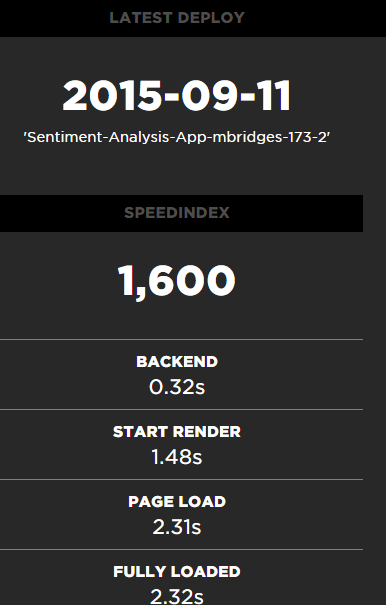 LATEST DEPLOY
2015-09-11
'Sentiment-Analysis-App-mbridges-173-2'
SPEEDINDEX
1,600
BACKEND
0.32s
START RENDER
1.48s
PAGE LOAD
2.31s
FULLY LOADED
2.32s